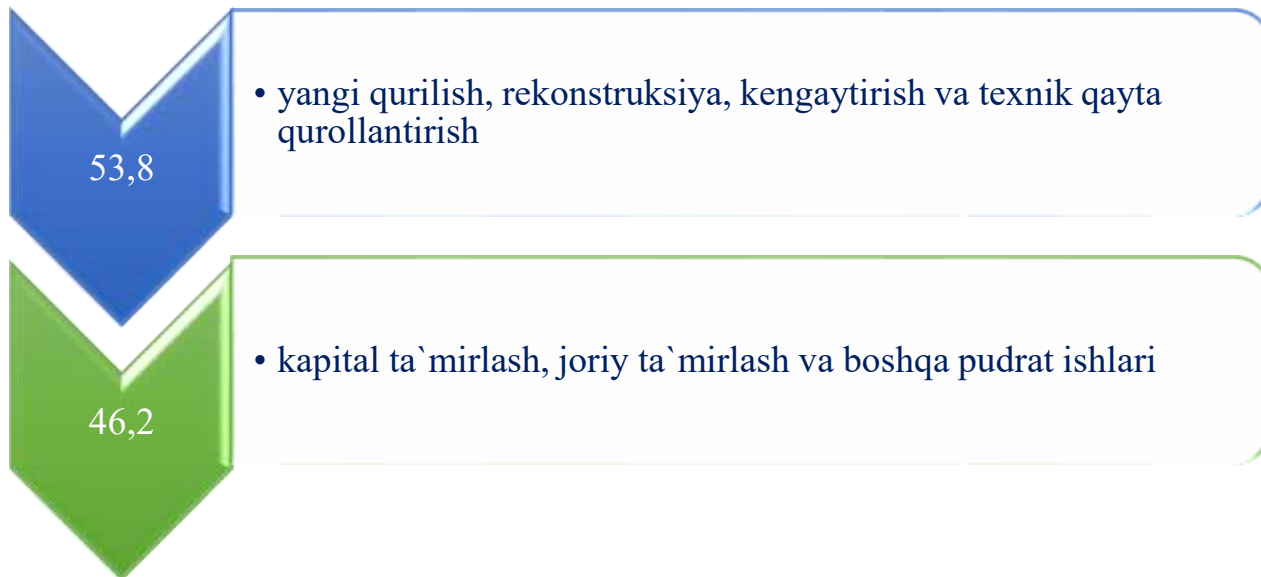 53,8
• yangi qurilish, rekonstruksiya, kengaytirish va texnik qayta
qurollantirish
46,2
• kapital ta`mirlash, joriy ta`mirlash va boshqa pudrat ishlari